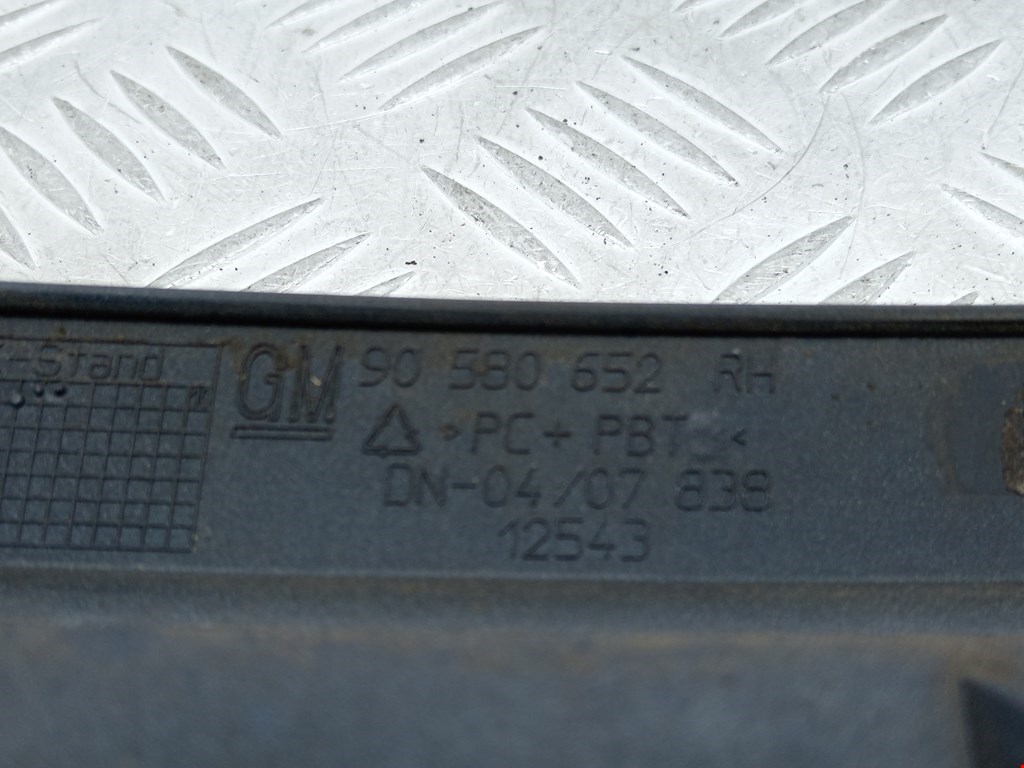 -Stand
GM 90 580 652 RH
>PC + PBT <
DN-04/07 838
12543